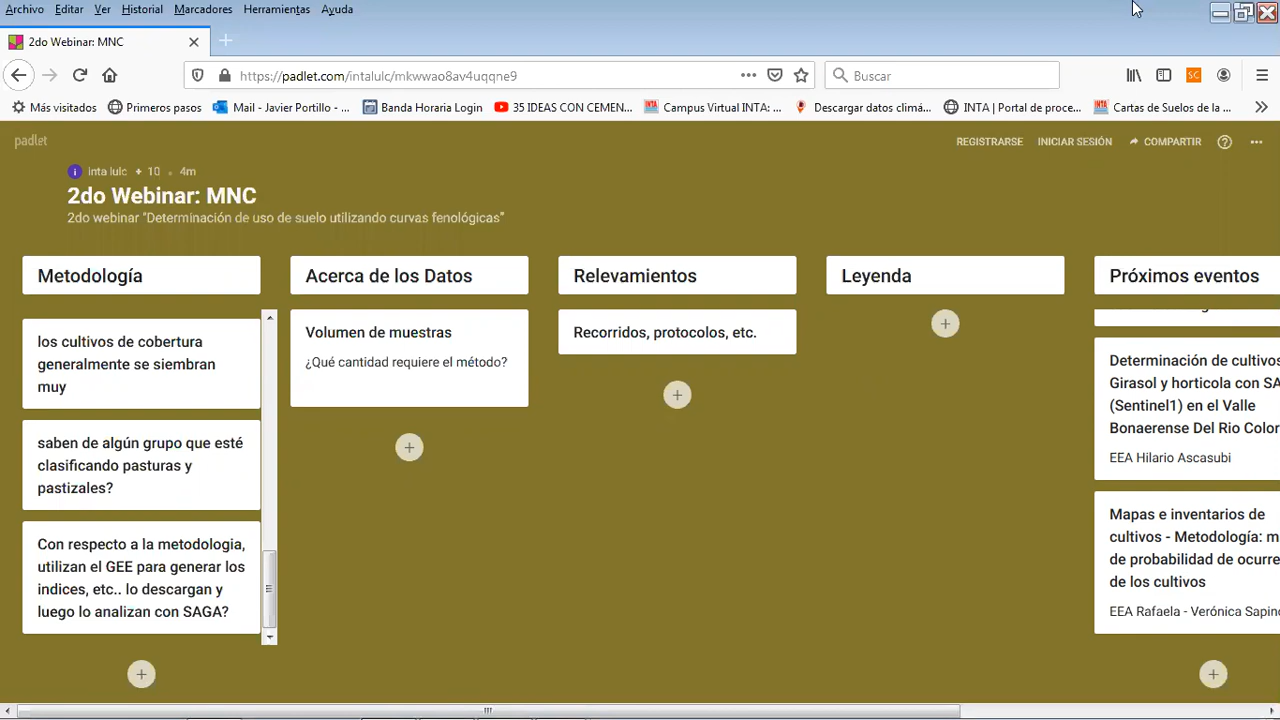 Archivo Editar Ver Historial Marcadores Herramientas Ayuda
2do Webinar: MNC
https://padlet.com/intalulc/mkwwao8av4uqqne9
Buscar
Más visitados Primeros pasos Mail - Javier Portillo - ... Banda Horaria Login 35 IDEAS CON CEMEN... Campus Virtual INTA: ... Descargar datos climá... INTA | Portal de proce... Cartas de Suelos de la ...
padlet
REGISTRARSE INICIAR SESIÓN COMPARTIR
inta lulc + 10 . 4m
2do Webinar: MNC
2do webinar "Determinación de uso de suelo utilizando curvas fenológicas"
Metodología
los cultivos de cobertura
generalmente se siembran
muy
saben de algún grupo que esté
clasificando pasturas y
pastizales?
Con respecto a la metodologia,
utilizan el GEE para generar los
indices, etc.. lo descargan y
luego lo analizan con SAGA?
Acerca de los Datos
Volumen de muestras
¿Qué cantidad requiere el método?
Relevamientos
Recorridos, protocolos, etc.
Leyenda
Próximos eventos
Determinación de cultivos
Girasol y horticola con SA
(Sentinel1) en el Valle
Bonaerense Del Rio Color
EEA Hilario Ascasubi
Mapas e inventarios de
cultivos - Metodología: m
de probabilidad de ocurre
de los cultivos
EEA Rafaela - Verónica Sapino